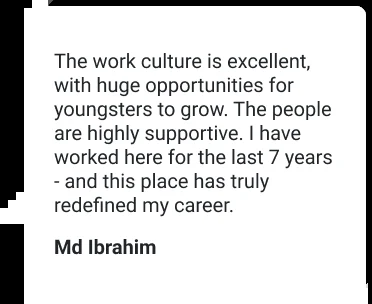 The work culture is excellent,
with huge opportunities for
youngsters to grow. The people
are highly supportive. I have
worked here for the last 7 years
- and this place has truly
redefined my career.
Md Ibrahim